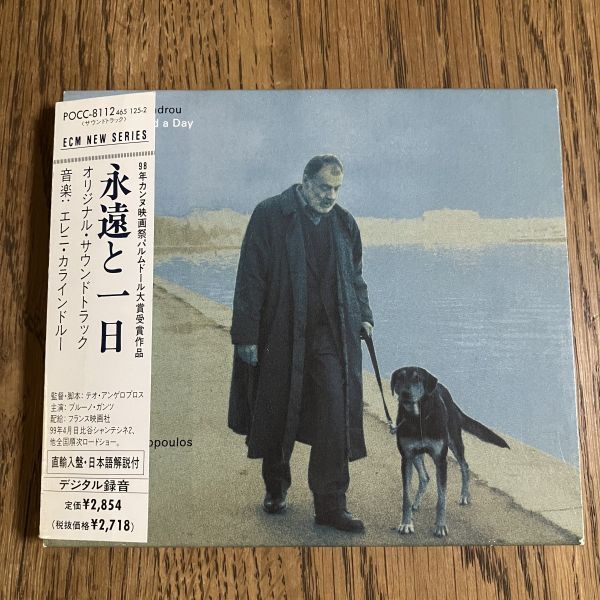 POCC-8112 465 125-2
〈サウンドトラック〉
ECM NEW SERIES
98年カンヌ映画祭パルムドール大賞受賞作品
永遠と一日
オリジナル・サウンドトラック
音楽：エレニ・カラインドルー
監督・脚本：テオ・アンゲロプロス
主演：ブルーノ・ガンツ
配給：フランス映画社
99年4月日比谷シャンテシネ2、
他全国順次ロードショー。
直輸入盤・日本語解説付
デジタル録音
定価¥2,854
(税抜価格¥2,718)
drou
d a Day
opoulos